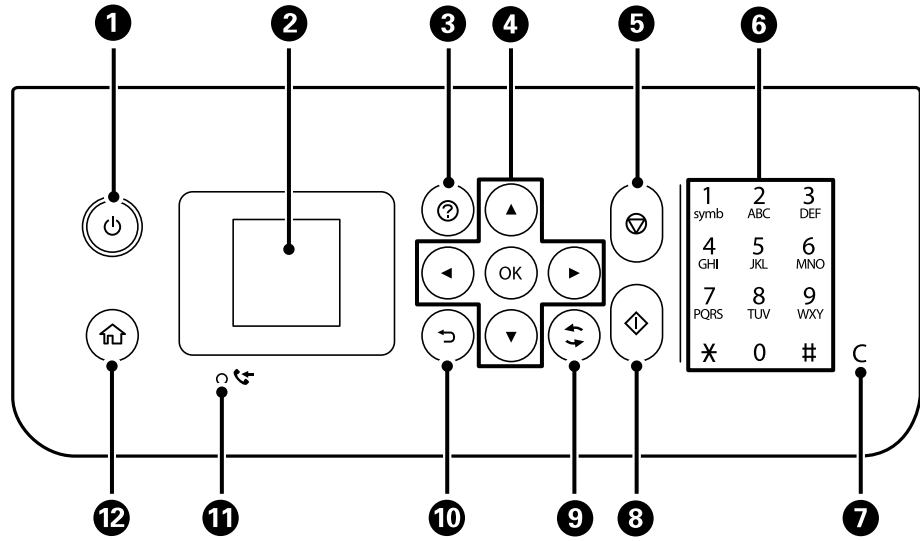 1 2 3 4 5 6
1 2 3
symb ABC DEF
OK
4 5 6
GHI JKL MNO
7 8 9
PQRS TUV WXY
* 0 # C
12 11 10 9 8 7